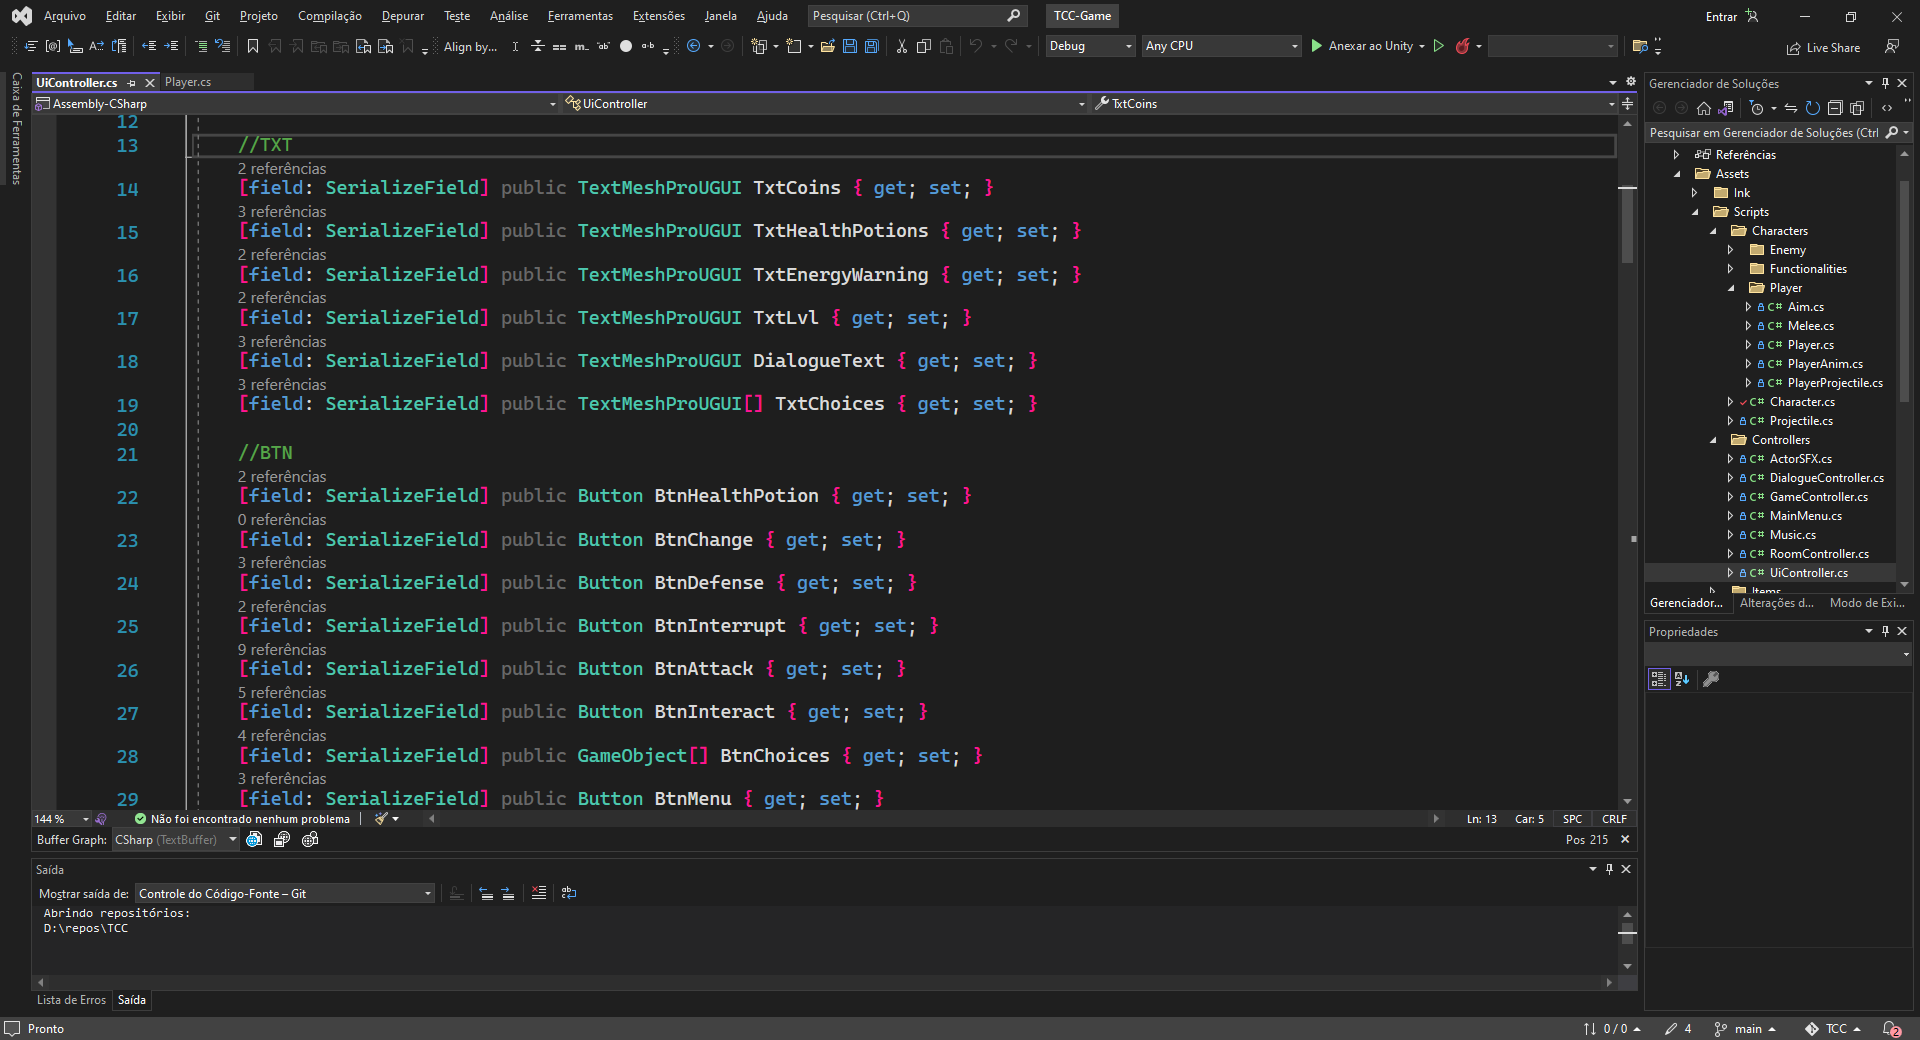 Arquivo Editar Exibir Git Projeto Compilação Depurar Teste Análise Ferramentas Extensões Janela Ajuda Pesquisar (Ctrl+Q) TCC-Game Entrar
Align by... Debug Any CPU Anexar ao Unity Live Share
Caixa de Ferramentas
UiController.cs Player.cs
Assembly-CSharp UiController TxtCoins
12
13 //TXT
2 referências
14 [field: SerializeField] public TextMeshProUGUI TxtCoins { get; set; }
3 referências
15 [field: SerializeField] public TextMeshProUGUI TxtHealthPotions { get; set; }
2 referências
16 [field: SerializeField] public TextMeshProUGUI TxtEnergyWarning { get; set; }
2 referências
17 [field: SerializeField] public TextMeshProUGUI TxtLvl { get; set; }
3 referências
18 [field: SerializeField] public TextMeshProUGUI DialogueText { get; set; }
3 referências
19 [field: SerializeField] public TextMeshProUGUI[] TxtChoices { get; set; }
20
21 //BTN
2 referências
22 [field: SerializeField] public Button BtnHealthPotion { get; set; }
0 referências
23 [field: SerializeField] public Button BtnChange { get; set; }
3 referências
24 [field: SerializeField] public Button BtnDefense { get; set; }
2 referências
25 [field: SerializeField] public Button BtnInterrupt { get; set; }
9 referências
26 [field: SerializeField] public Button BtnAttack { get; set; }
5 referências
27 [field: SerializeField] public Button BtnInteract { get; set; }
4 referências
28 [field: SerializeField] public GameObject[] BtnChoices { get; set; }
3 referências
29 [field: SerializeField] public Button BtnMenu { get; set; }
144 % Não foi encontrado nenhum problema Ln: 13 Car: 5 SPC CRLF
Buffer Graph: CSharp (TextBuffer) Pos 215
Saída
Mostrar saída de: Controle do Código-Fonte – Git
Abrindo repositórios:
D:\repos\TCC
Lista de Erros Saída
Gerenciador de Soluções
Pesquisar em Gerenciador de Soluções (Ctrl
Referências
Assets
Ink
Scripts
Characters
Enemy
Functionalities
Player
C# Aim.cs
C# Melee.cs
C# Player.cs
C# PlayerAnim.cs
C# PlayerProjectile.cs
C# Character.cs
C# Projectile.cs
Controllers
C# ActorSFX.cs
C# DialogueController.cs
C# GameController.cs
C# MainMenu.cs
C# Music.cs
C# RoomController.cs
C# UiController.cs
Items
Gerenciador... Alterações d... Modo de Exi...
Propriedades
Pronto 0 / 0 4 main TCC 2